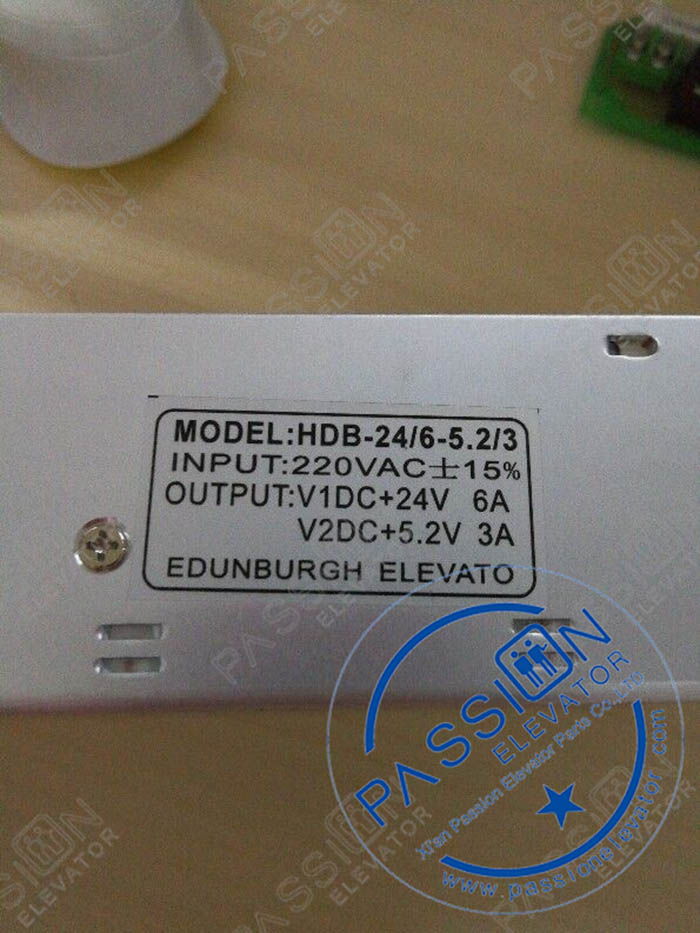 MODEL:HDB-24/6-5.2/3
INPUT:220VAC±15%
OUTPUT:V1DC+24V 6A
V2DC+5.2V 3A
EDUNBURGH ELEVATO
PASSION
ELEVATOR
Xi'an Passion Elevator Parts Co.,LTD
www.passionelevator.com